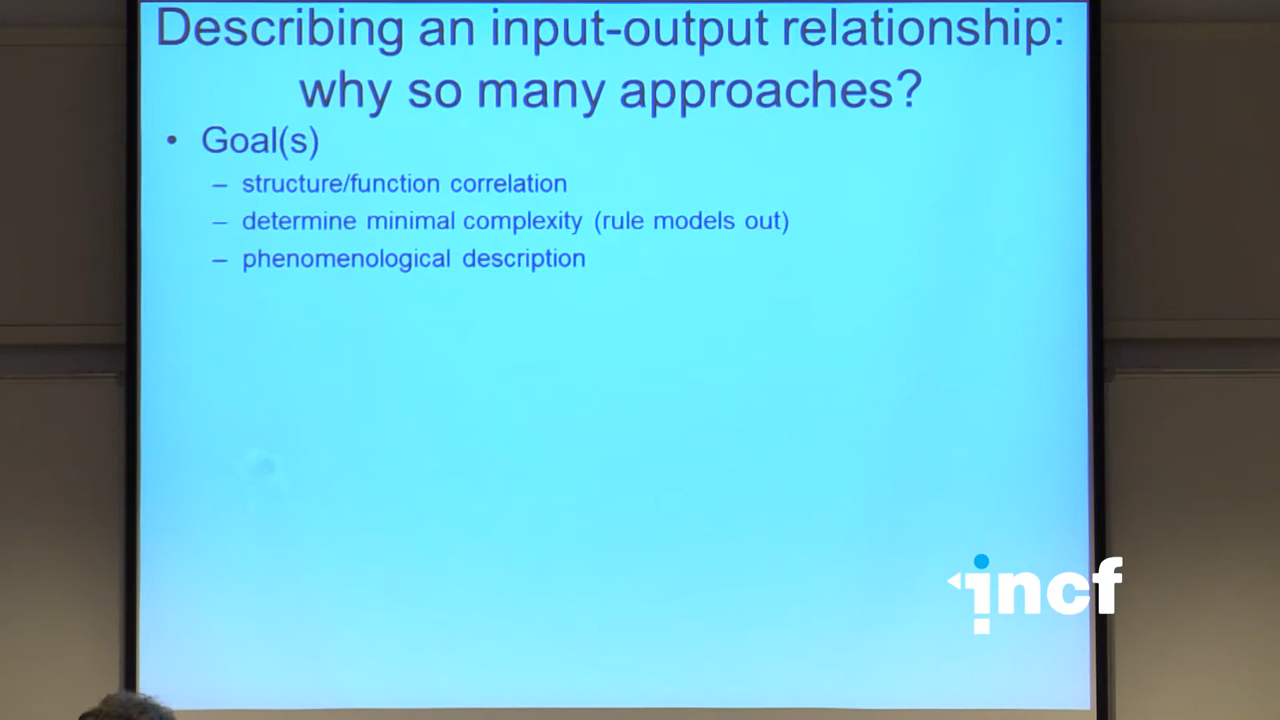 Describing an input-output relationship:
why so many approaches?
• Goal(s)
– structure/function correlation
– determine minimal complexity (rule models out)
– phenomenological description
incf